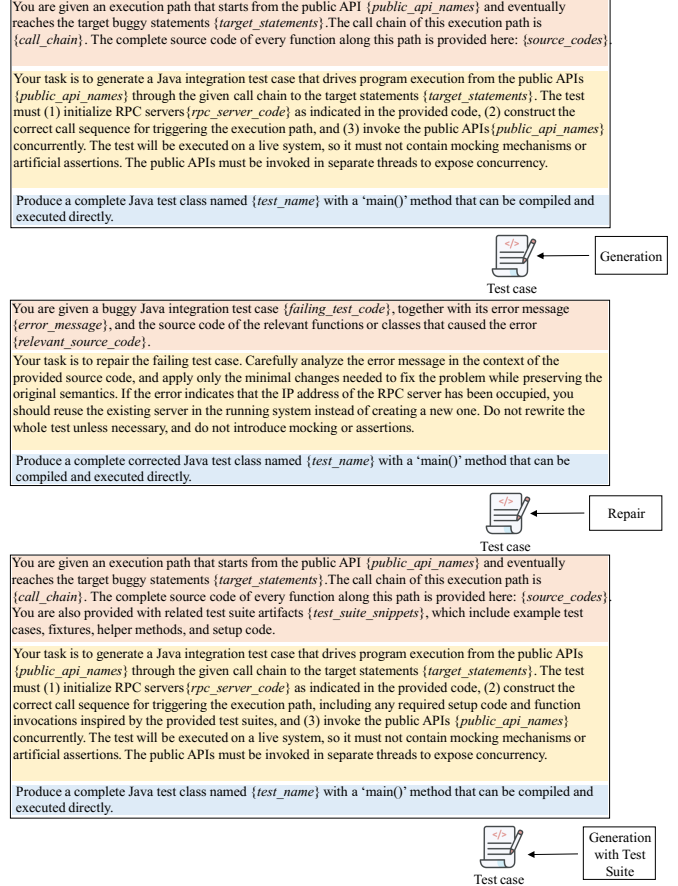 You are given an execution path that starts from the public API {public_api_names} and eventually
reaches the target buggy statements {target_statements}.The call chain of this execution path is
{call_chain}. The complete source code of every function along this path is provided here: {source_codes}.
Your task is to generate a Java integration test case that drives program execution from the public APIs
{public_api_names} through the given call chain to the target statements {target_statements}. The test
must (1) initialize RPC servers{rpc_server_code} as indicated in the provided code, (2) construct the
correct call sequence for triggering the execution path, and (3) invoke the public APIs{public_api_names}
concurrently. The test will be executed on a live system, so it must not contain mocking mechanisms or
artificial assertions. The public APIs must be invoked in separate threads to expose concurrency.
Produce a complete Java test class named {test_name} with a ‘main()’ method that can be compiled and
executed directly.
</>
Generation
Test case
You are given a buggy Java integration test case {failing_test_code}, together with its error message
{error_message}, and the source code of the relevant functions or classes that caused the error
{relevant_source_code}.
Your task is to repair the failing test case. Carefully analyze the error message in the context of the
provided source code, and apply only the minimal changes needed to fix the problem while preserving the
original semantics. If the error indicates that the IP address of the RPC server has been occupied, you
should reuse the existing server in the running system instead of creating a new one. Do not rewrite the
whole test unless necessary, and do not introduce mocking or assertions.
Produce a complete corrected Java test class named {test_name} with a ‘main()’ method that can be
compiled and executed directly.
</>
Repair
Test case
You are given an execution path that starts from the public API {public_api_names} and eventually
reaches the target buggy statements {target_statements}.The call chain of this execution path is
{call_chain}. The complete source code of every function along this path is provided here: {source_codes}.
You are also provided with related test suite artifacts {test_suite_snippets}, which include example test
cases, fixtures, helper methods, and setup code.
Your task is to generate a Java integration test case that drives program execution from the public APIs
{public_api_names} through the given call chain to the target statements {target_statements}. The test
must (1) initialize RPC servers{rpc_server_code} as indicated in the provided code, (2) construct the
correct call sequence for triggering the execution path, including any required setup code and function
invocations inspired by the provided test suites, and (3) invoke the public APIs {public_api_names}
concurrently. The test will be executed on a live system, so it must not contain mocking mechanisms or
artificial assertions. The public APIs must be invoked in separate threads to expose concurrency.
Produce a complete Java test class named {test_name} with a ‘main()’ method that can be compiled and
executed directly.
</>
Generation
with Test
Suite
Test case